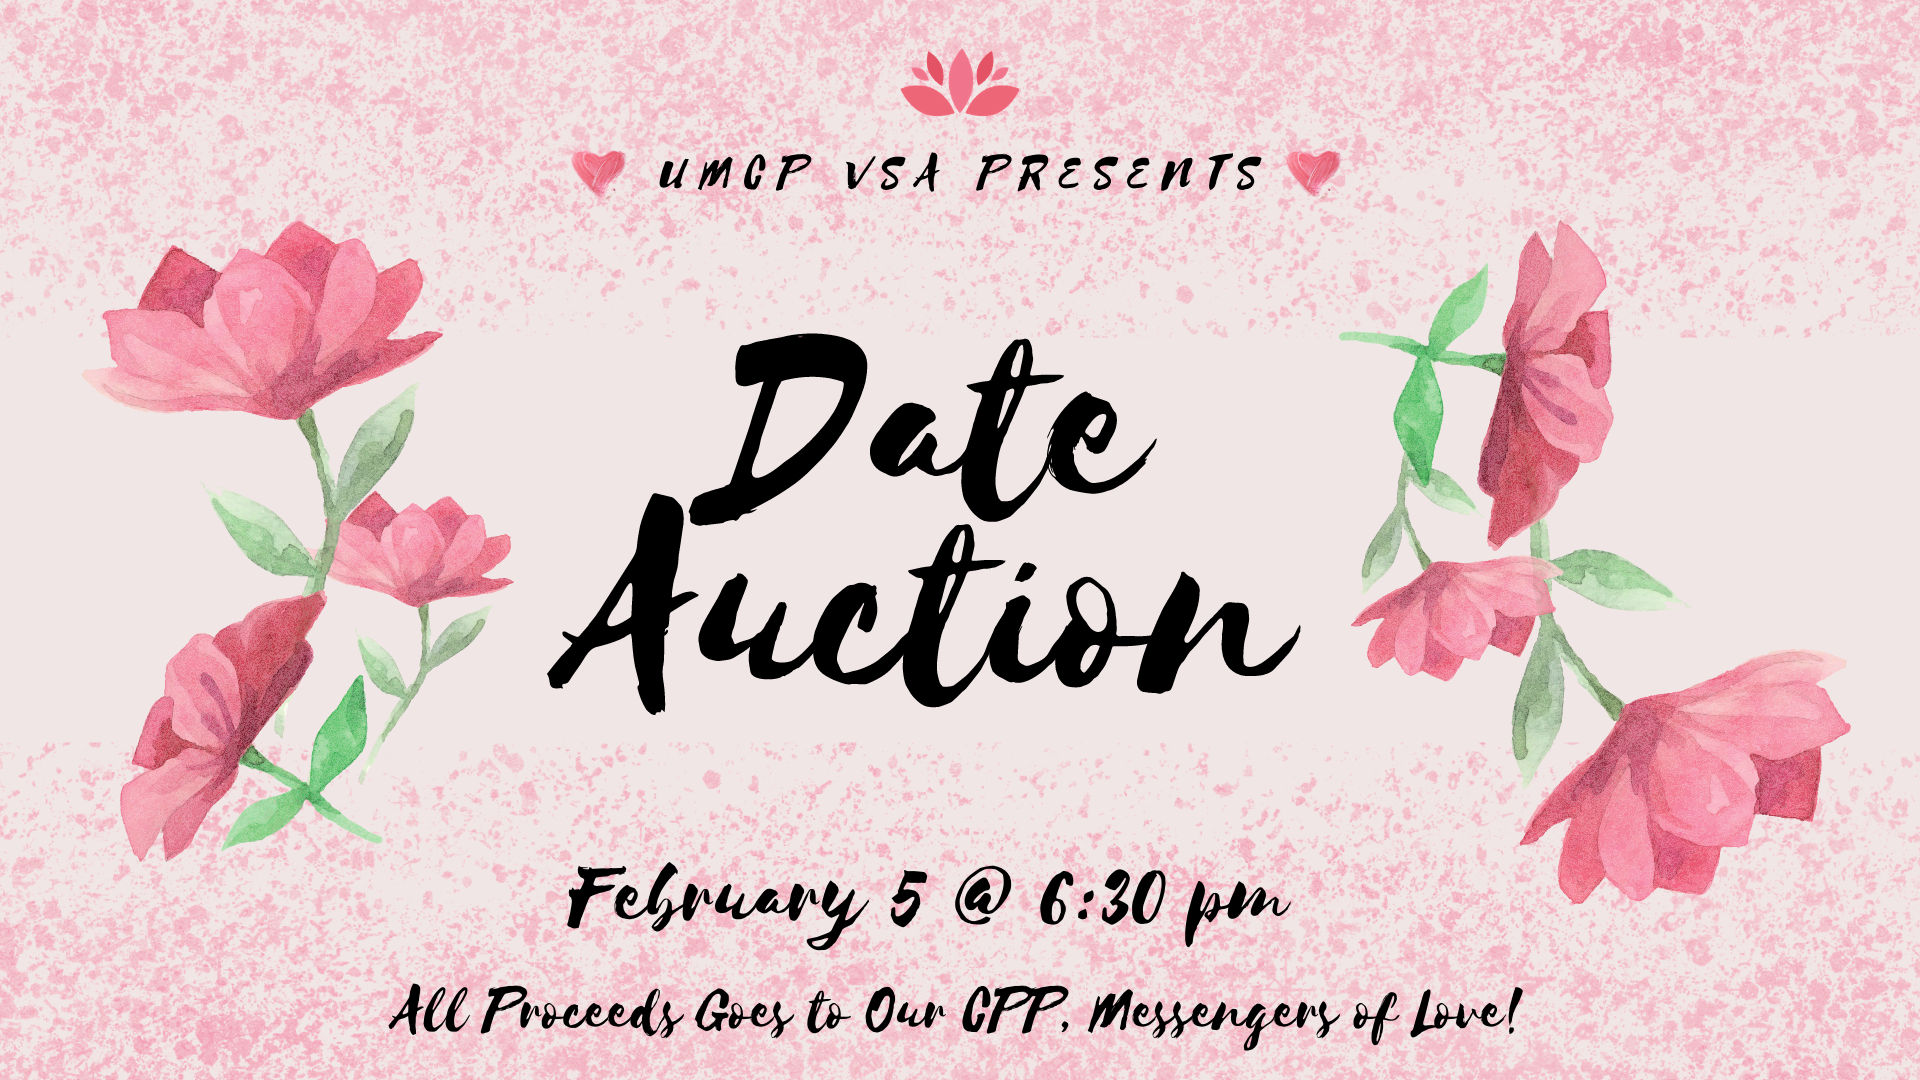 UMCP VSA PRESENTS
Date
Auction
February 5 @ 6:30 pm
All Proceeds Goes to Our CPP, Messengers of Love!